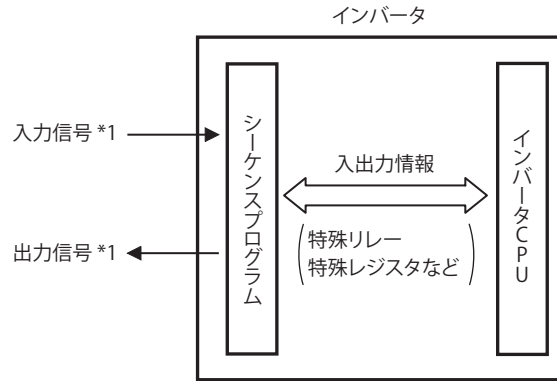 インバータ
入力信号 *1
出力信号 *1
シーケンスプログラム
入出力情報
特殊リレー
特殊レジスタなど
インバータCPU